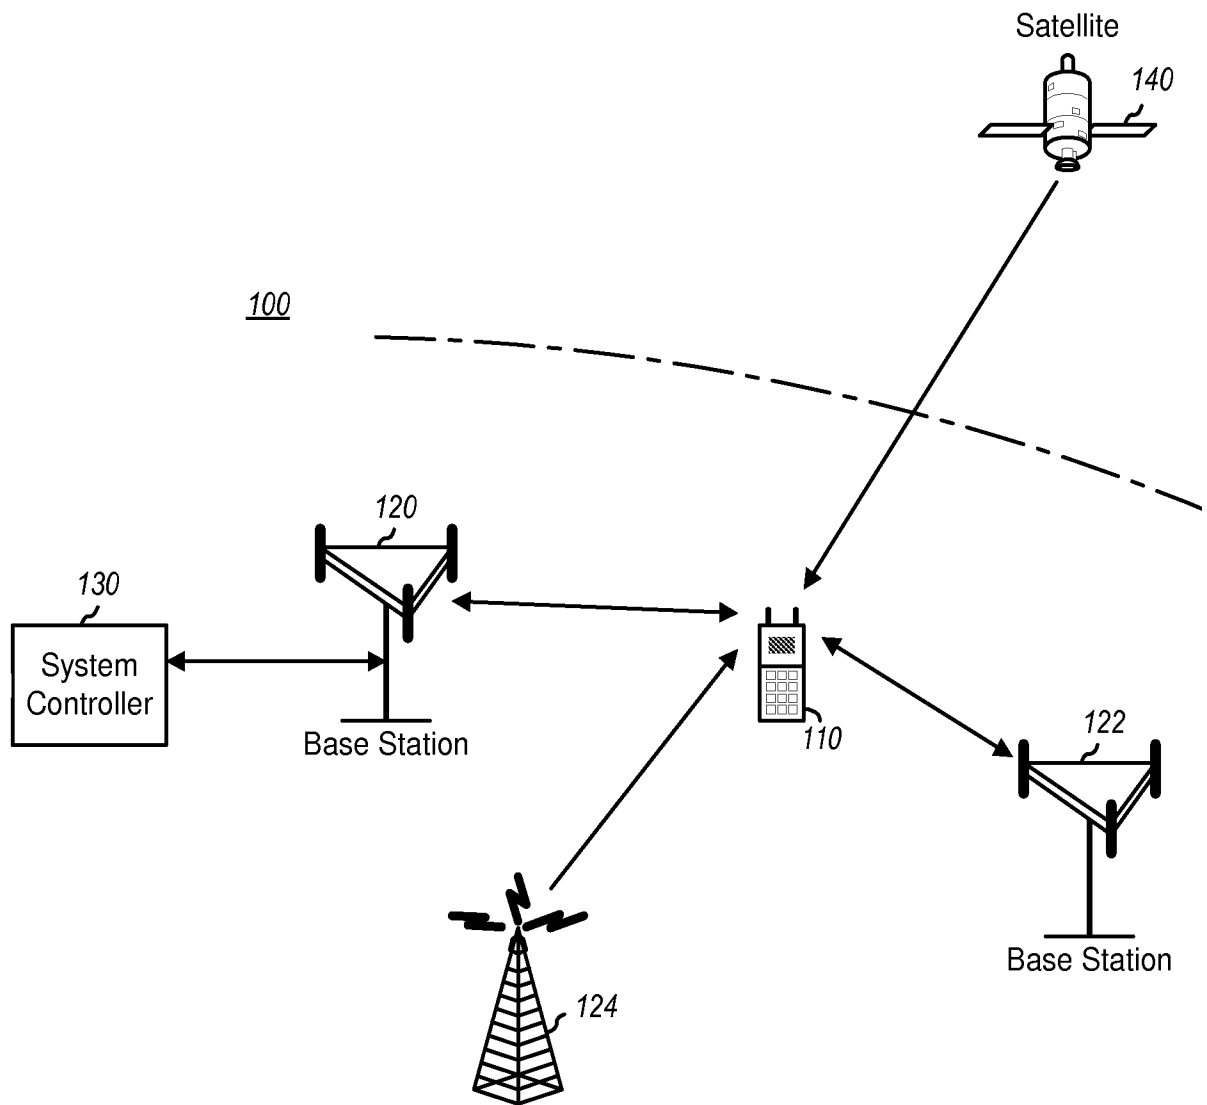 Satellite
140
100
120
130
System
Controller
Base Station
110
122
Base Station
124